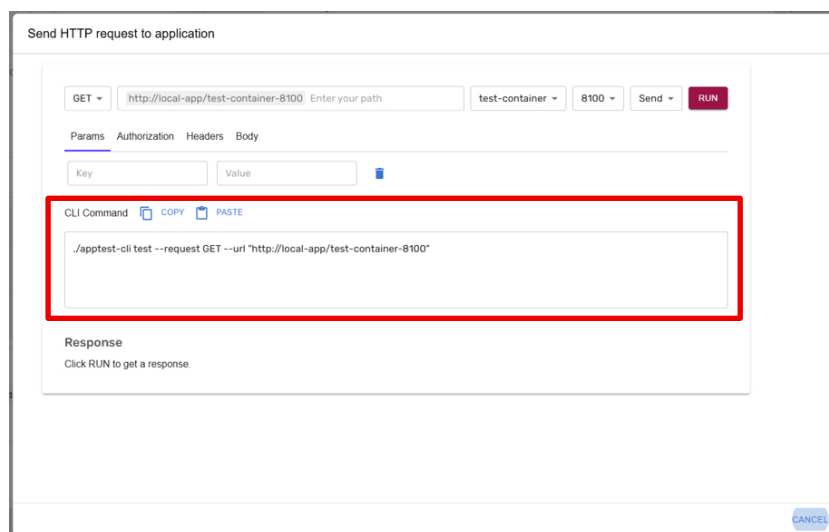 Send HTTP request to application
GET http://local-app/test-container-8100 Enter your path test-container 8100 Send RUN
Params Authorization Headers Body
Key Value
CLI Command COPY PASTE
./apptest-cli test --request GET --url "http://local-app/test-container-8100"
Response
Click RUN to get a response.
CANCEL